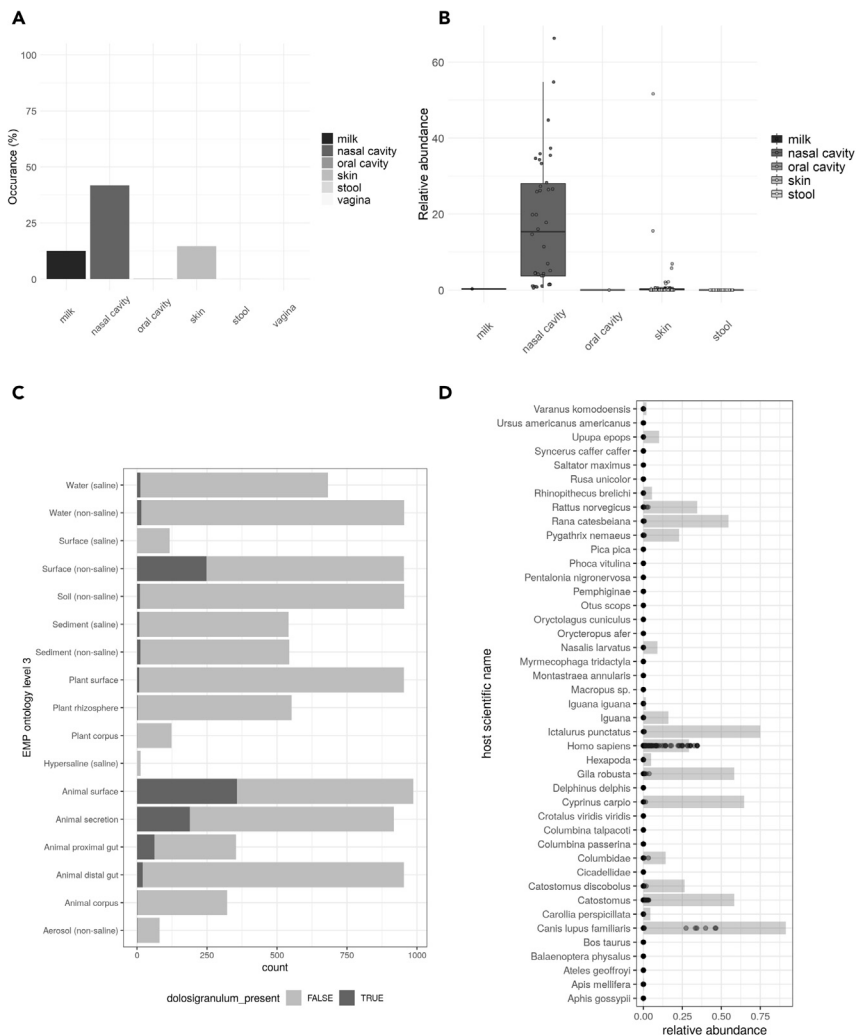 A
100
75
50
25
0
Occurance (%)
milk
nasal cavity
oral cavity
skin
stool
vagina
milk
nasal cavity
oral cavity
skin
stool
vagina
B
60
40
20
0
Relative abundance
milk
nasal cavity
oral cavity
skin
stool
milk
nasal cavity
oral cavity
skin
stool
C
EMP ontology level 3
Water (saline)
Water (non-saline)
Surface (saline)
Surface (non-saline)
Soil (non-saline)
Sediment (saline)
Sediment (non-saline)
Plant surface
Plant rhizosphere
Plant corpus
Hypersaline (saline)
Animal surface
Animal secretion
Animal proximal gut
Animal distal gut
Animal corpus
Aerosol (non-saline)
0 250 500 750 1000
count
dolosigranulum_present FALSE TRUE
D
host scientific name
Varanus komodoensis
Ursus americanus americanus
Upupa epops
Syncerus caffer caffer
Saltator maximus
Rusa unicolor
Rhinopithecus brelichi
Rattus norvegicus
Rana catesbeiana
Pygathrix nemaeus
Pica pica
Phoca vitulina
Pentalonia nigronervosa
Pemphiginae
Otus scops
Oryctolagus cuniculus
Orycteropus afer
Nasalis larvatus
Myrmecophaga tridactyla
Montastraea annularis
Macropus sp.
Iguana iguana
Iguana
Ictalurus punctatus
Homo sapiens
Hexapoda
Gila robusta
Delphinus delphis
Cyprinus carpio
Crotalus viridis viridis
Columbina talpacoti
Columbina passerina
Columbidae
Cicadellidae
Catostomus discobolus
Catostomus
Carollia perspicillata
Canis lupus familiaris
Bos taurus
Balaenoptera physalus
Ateles geoffroyi
Apis mellifera
Aphis gossypii
0.00 0.25 0.50 0.75
relative abundance